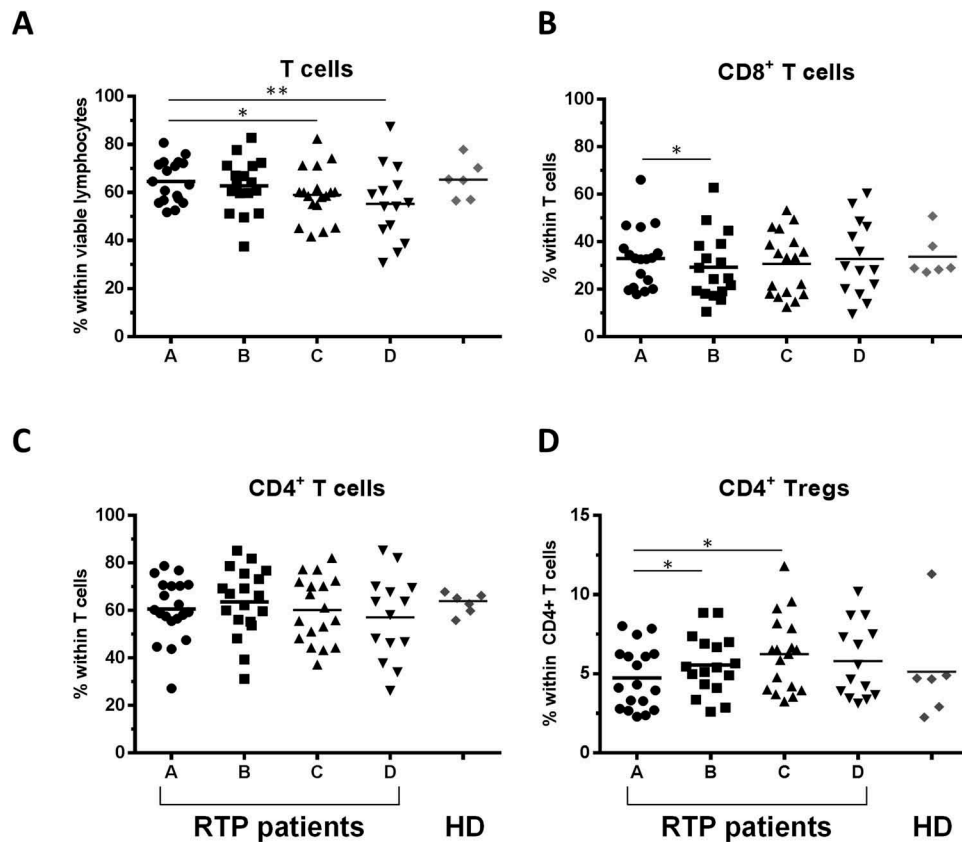 A
T cells
% within viable lymphocytes
100
80
60
40
20
0
**
*
A B C D
B
CD8⁺ T cells
% within T cells
100
80
60
40
20
0
*
A B C D
C
CD4⁺ T cells
% within T cells
100
80
60
40
20
0
A B C D
RTP patients HD
D
CD4⁺ Tregs
% within CD4+ T cells
15
10
5
0
*
*
A B C D
RTP patients HD